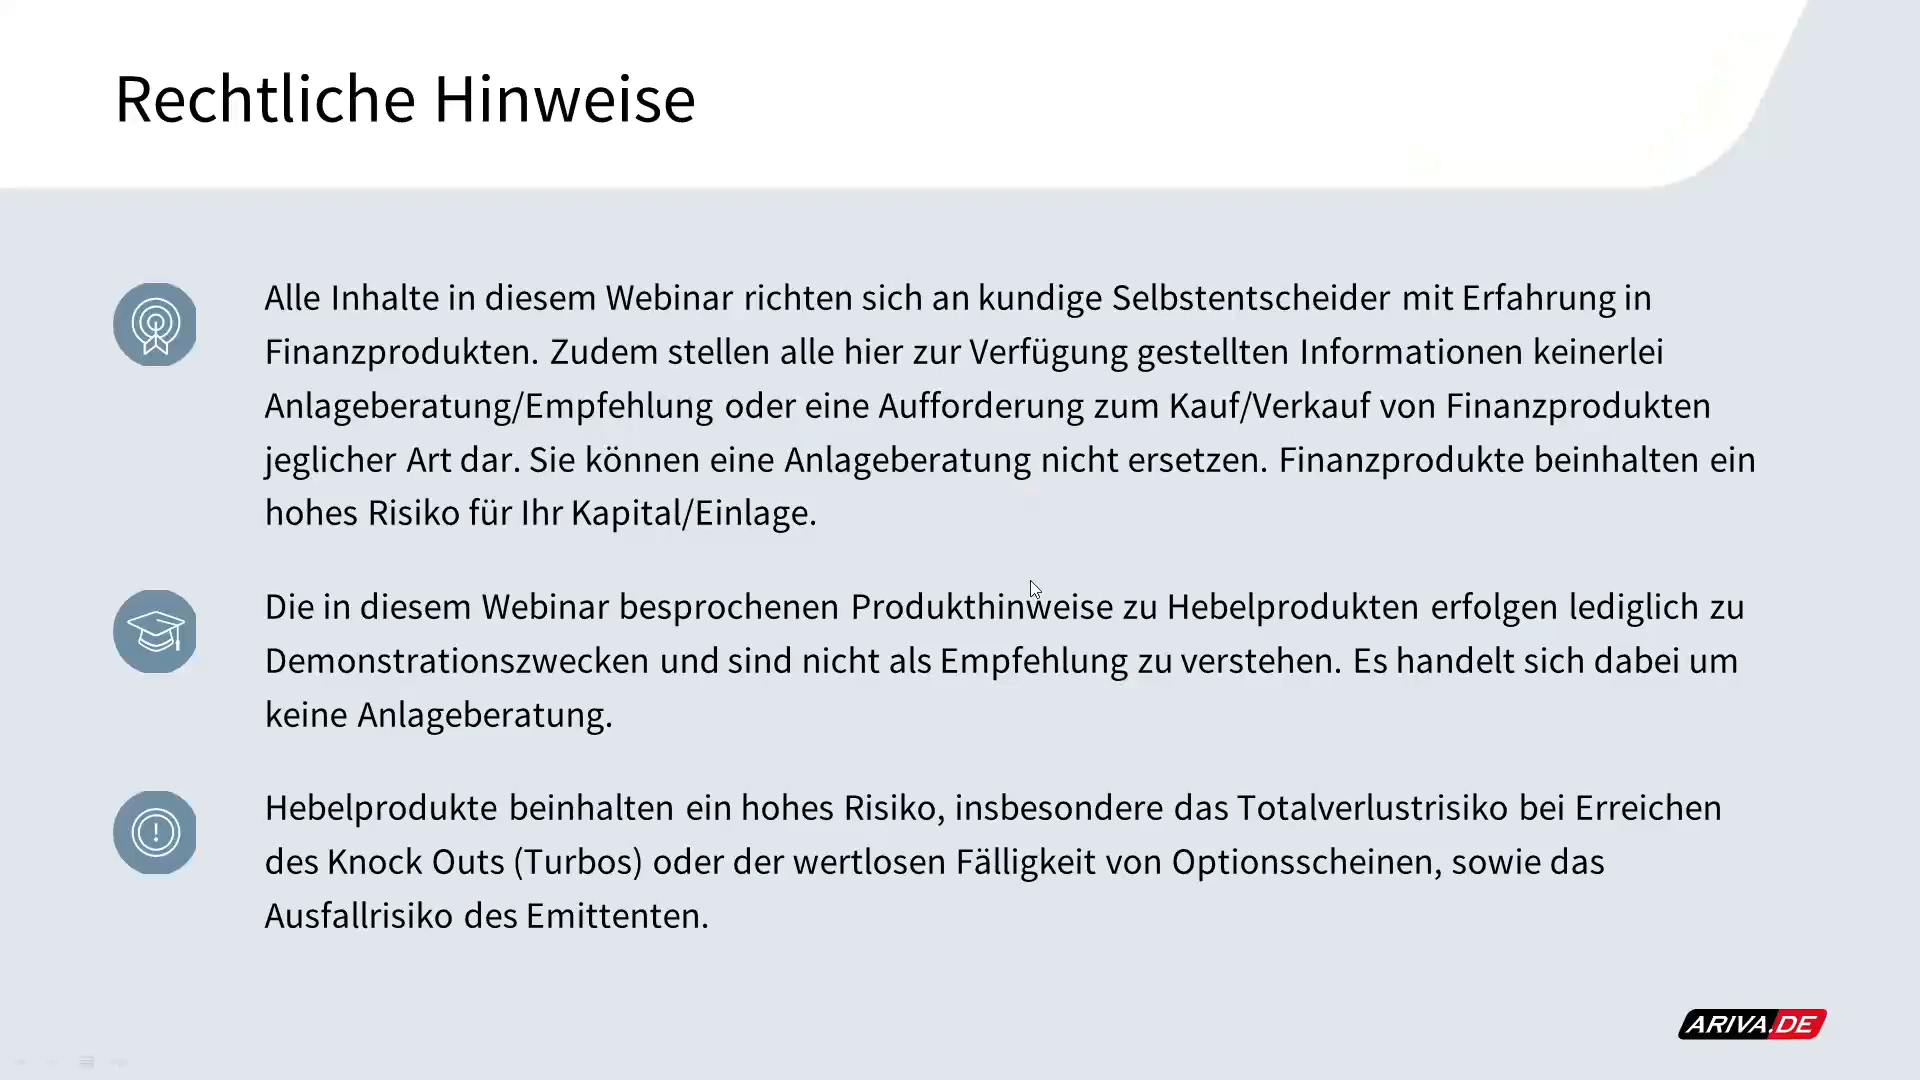 Rechtliche Hinweise
Alle Inhalte in diesem Webinar richten sich an kundige Selbstentscheider mit Erfahrung in
Finanzprodukten. Zudem stellen alle hier zur Verfügung gestellten Informationen keinerlei
Anlageberatung/Empfehlung oder eine Aufforderung zum Kauf/Verkauf von Finanzprodukten
jeglicher Art dar. Sie können eine Anlageberatung nicht ersetzen. Finanzprodukte beinhalten ein
hohes Risiko für Ihr Kapital/Einlage.
Die in diesem Webinar besprochenen Produkthinweise zu Hebelprodukten erfolgen lediglich zu
Demonstrationszwecken und sind nicht als Empfehlung zu verstehen. Es handelt sich dabei um
keine Anlageberatung.
Hebelprodukte beinhalten ein hohes Risiko, insbesondere das Totalverlustrisiko bei Erreichen
des Knock Outs (Turbos) oder der wertlosen Fälligkeit von Optionsscheinen, sowie das
Ausfallrisiko des Emittenten.
ARIVA.DE